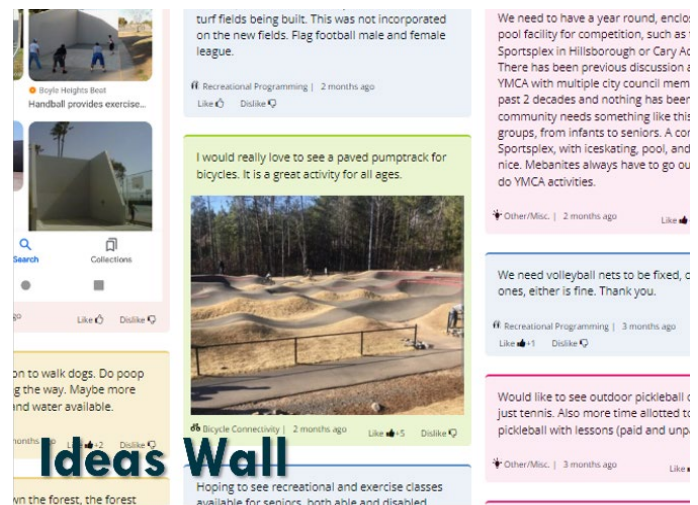 Boyle Heights Beat
Handball provides exercise...
Search
Collections
Like
Dislike
on to walk dogs. Do poop
g the way. Maybe more
and water available.
months
+2
Dislike
wn the forest, the forest
turf fields being built. This was not incorporated
on the new fields. Flag football male and female
league.
Recreational Programming | 2 months ago
Like
Dislike
I would really love to see a paved pumptrack for
bicycles. It is a great activity for all ages.
Bicycle Connectivity | 2 months ago
Like +5
Dislike
Hoping to see recreational and exercise classes
available for seniors, both able and disabled
We need to have a year round, enclo
pool facility for competition, such as
Sportsplex in Hillsborough or Cary Ac
There has been previous discussion a
YMCA with multiple city council mem
past 2 decades and nothing has been
community needs something like this
groups, from infants to seniors. A cor
Sportsplex, with iceskating, pool, and
nice. Mebanites always have to go ou
do YMCA activities.
Other/Misc. | 2 months ago
Like
We need volleyball nets to be fixed, o
ones, either is fine. Thank you.
Recreational Programming | 3 months ago
Like +1
Dislike
Would like to see outdoor pickleball c
just tennis. Also more time allotted to
pickleball with lessons (paid and unpa
Other/Misc. | 3 months ago
Like
Ideas Wall